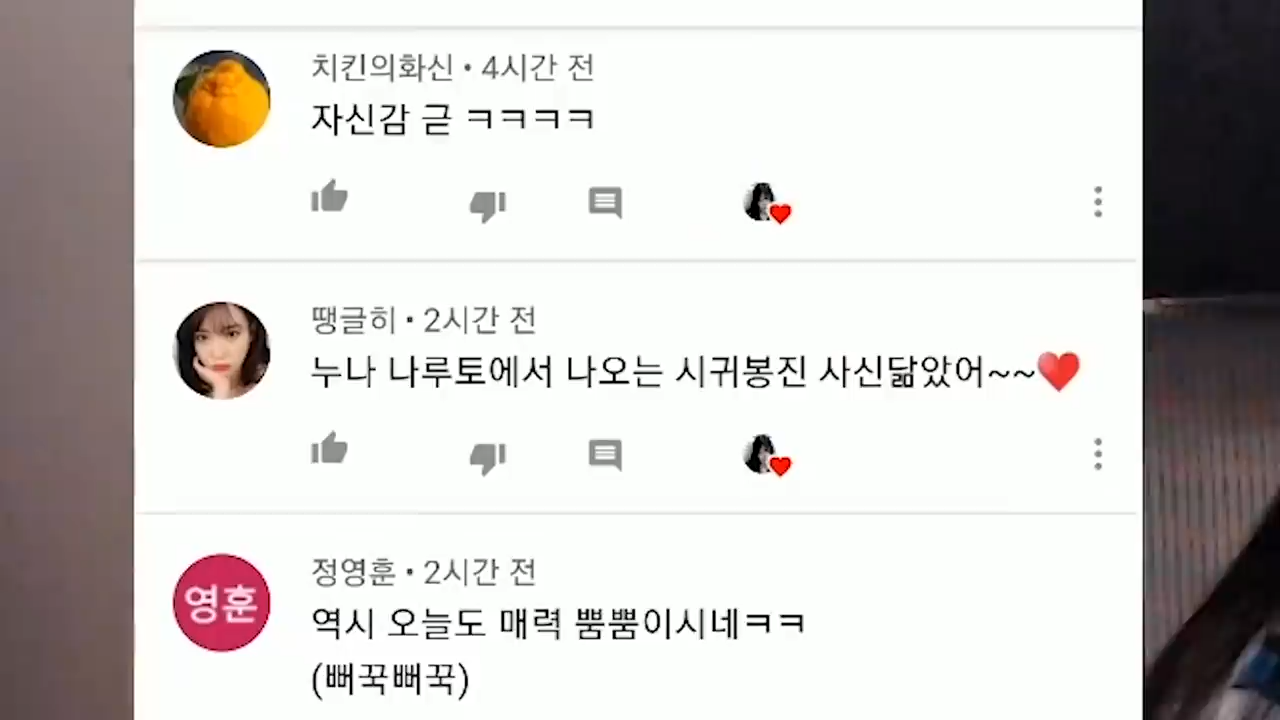 치킨의화신 • 4시간 전
자신감 귿 ㅋㅋㅋㅋ
땡글히 • 2시간 전
누나 나루토에서 나오는 시귀봉진 사신닮았어~~❤️
영훈
정영훈 • 2시간 전
역시 오늘도 매력 뿜뿜이시네ㅋㅋ
(뻐꾹뻐꾹)